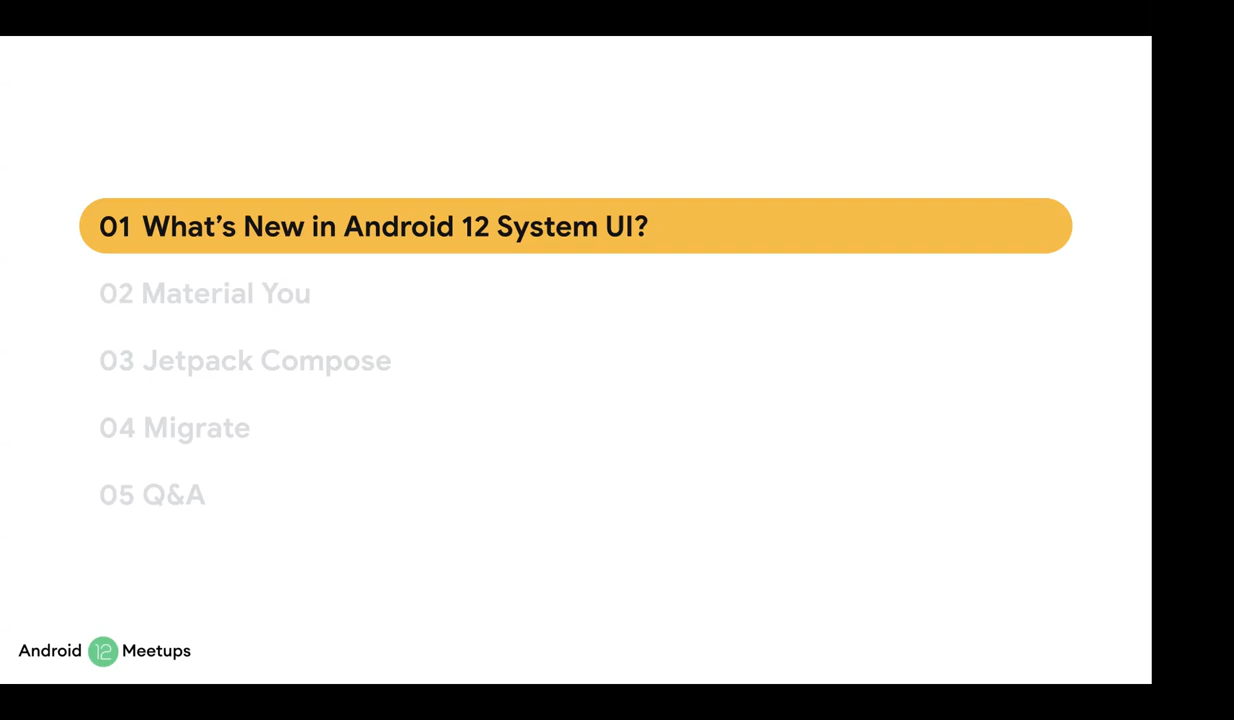 01 What’s New in Android 12 System UI?
02 Material You
03 Jetpack Compose
04 Migrate
05 Q&A
Android 12 Meetups